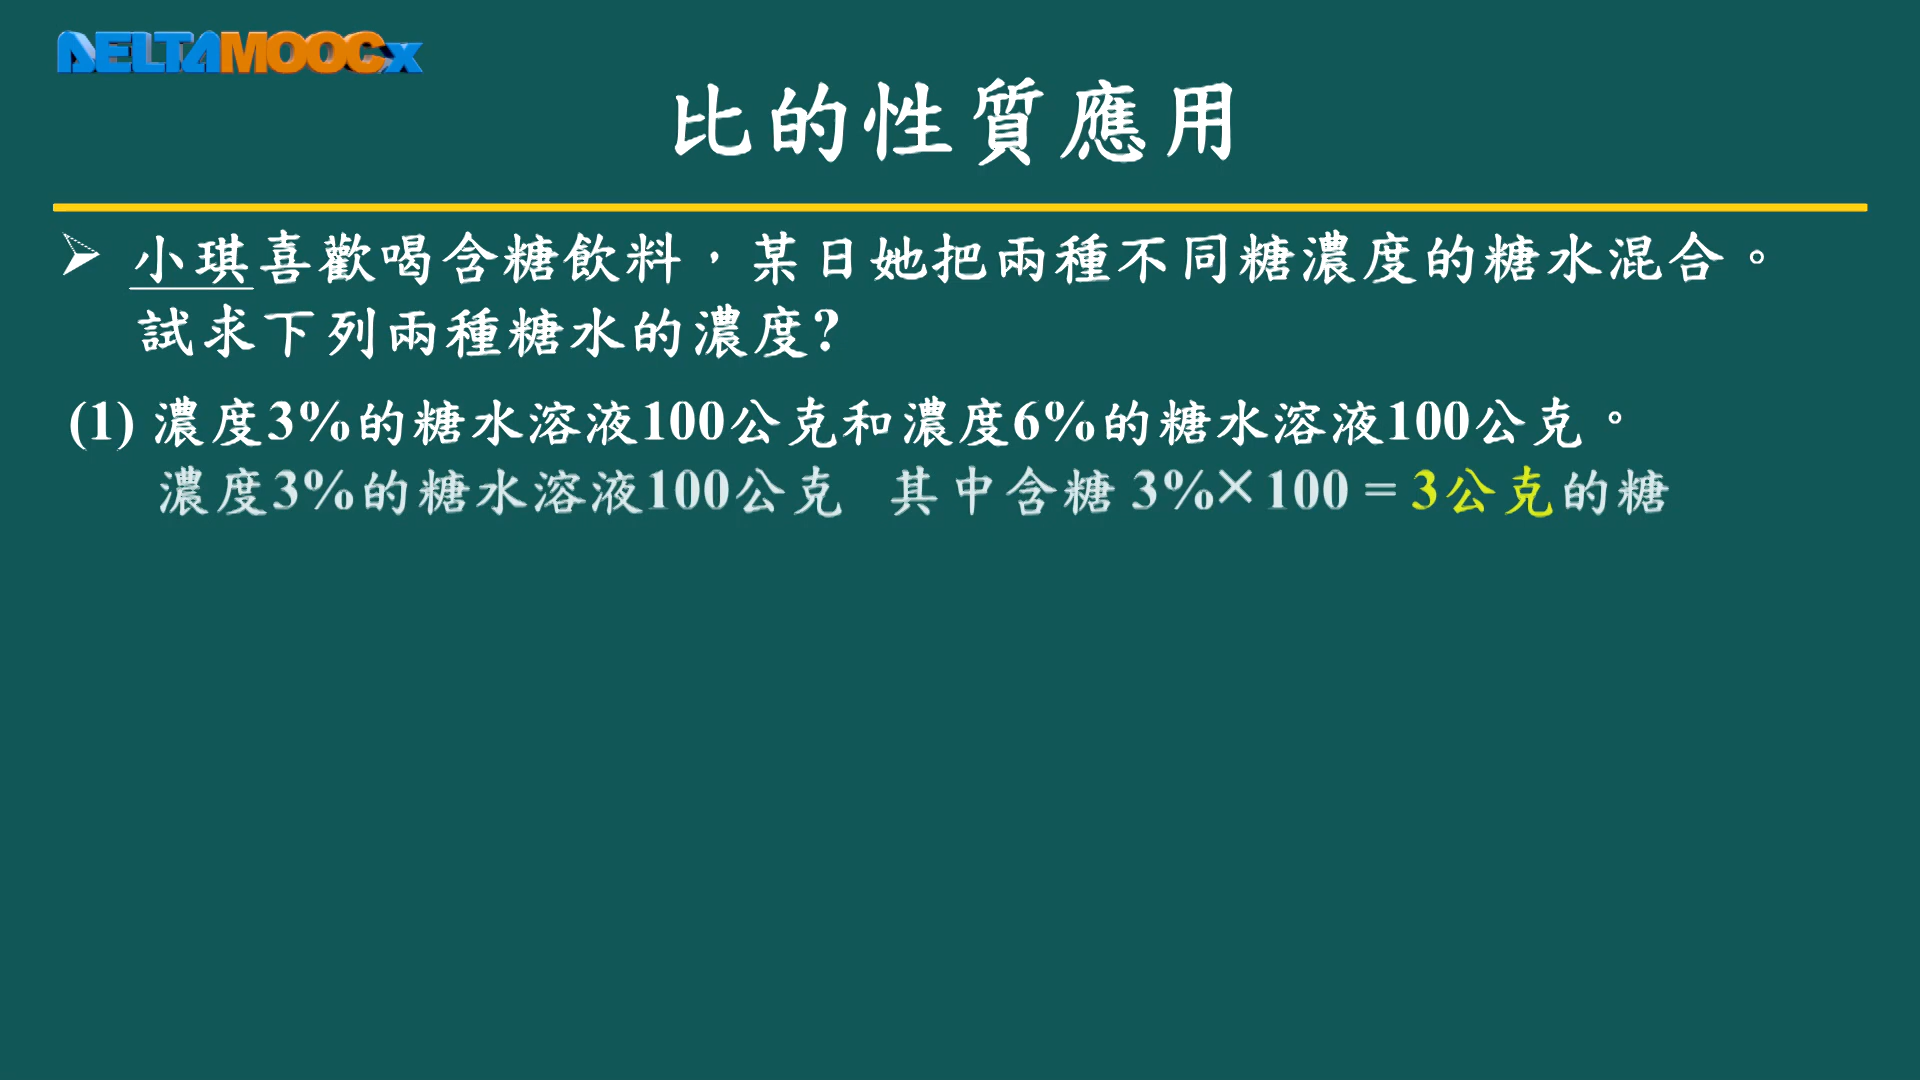 DELTAMOOCx
比的性質應用
➢ 小琪喜歡喝含糖飲料，某日她把兩種不同糖濃度的糖水混合。
試求下列兩種糖水的濃度?
(1) 濃度3%的糖水溶液100公克和濃度6%的糖水溶液100公克。
濃度3%的糖水溶液100公克 其中含糖 3%×100 = 3公克的糖